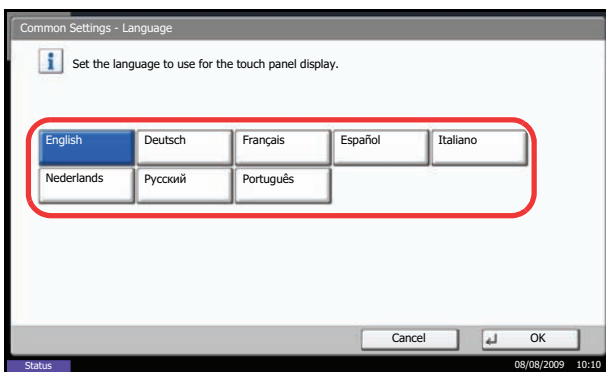 Common Settings - Language
Set the language to use for the touch panel display.
English Deutsch Français Español Italiano
Nederlands Русский Português
Cancel OK
Status 08/08/2009 10:10